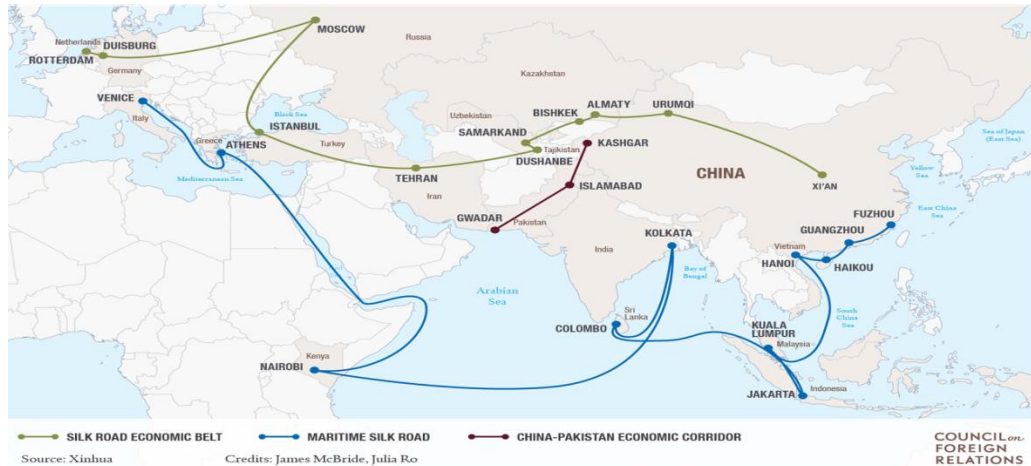 MOSCOW
Netherlands
DUISBURG
ROTTERDAM
Germany
Russia
VENICE
Italy
Kazakhstan
Black Sea
ISTANBUL
Greece
ATHENS
Turkey
Uzbekistan
BISHKEK
ALMATY
URUMQI
SAMARKAND
Tajikistan
KASHGAR
DUSHANBE
Sea of Japan
(East Sea)
Mediterranean Sea
TEHRAN
Iran
ISLAMABAD
CHINA
XI'AN
Yellow
Sea
East China
Sea
GWADAR
Pakistan
India
KOLKATA
FUZHOU
GUANGZHOU
Vietnam
HANOI
HAIKOU
Bay of
Bengal
Arabian
Sea
Sri
Lanka
COLOMBO
South
China
Sea
KUALA
LUMPUR
Malaysia
Kenya
NAIROBI
JAKARTA
Indonesia
SILK ROAD ECONOMIC BELT
MARITIME SILK ROAD
CHINA-PAKISTAN ECONOMIC CORRIDOR
Source: Xinhua
Credits: James McBride, Julia Ro
COUNCIL on
FOREIGN
RELATIONS